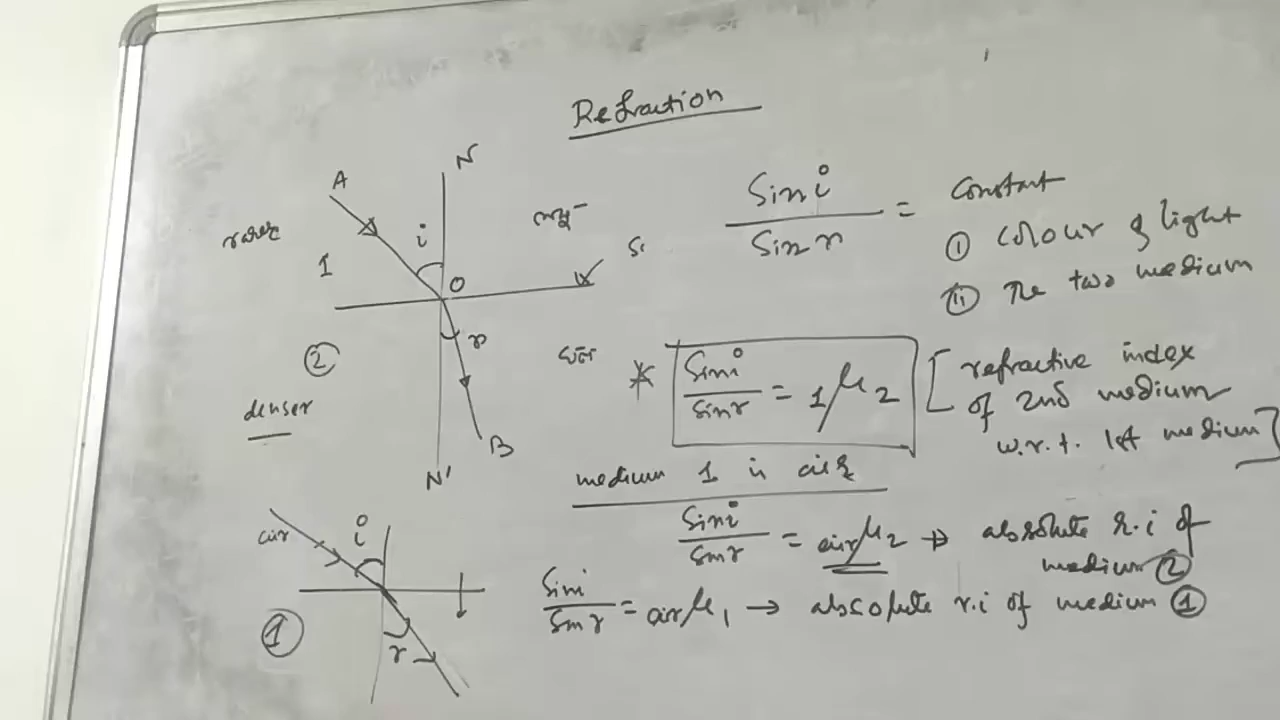 Refraction
N
A
rarer
i
1
O
2
r
denser
B
N'
Sin i / Sin r = Constant
(i) Colour of light
(ii) The two medium
* Sin i / Sin r = 1μ2 [refractive index
of 2nd medium
w.r.t. 1st medium]
medium 1 is air
Sin i / Sin r = airμ2 → absolute r.i of
medium 2
Sin i / Sin r = airμ1 → absolute r.i of medium 1
air
i
1
r